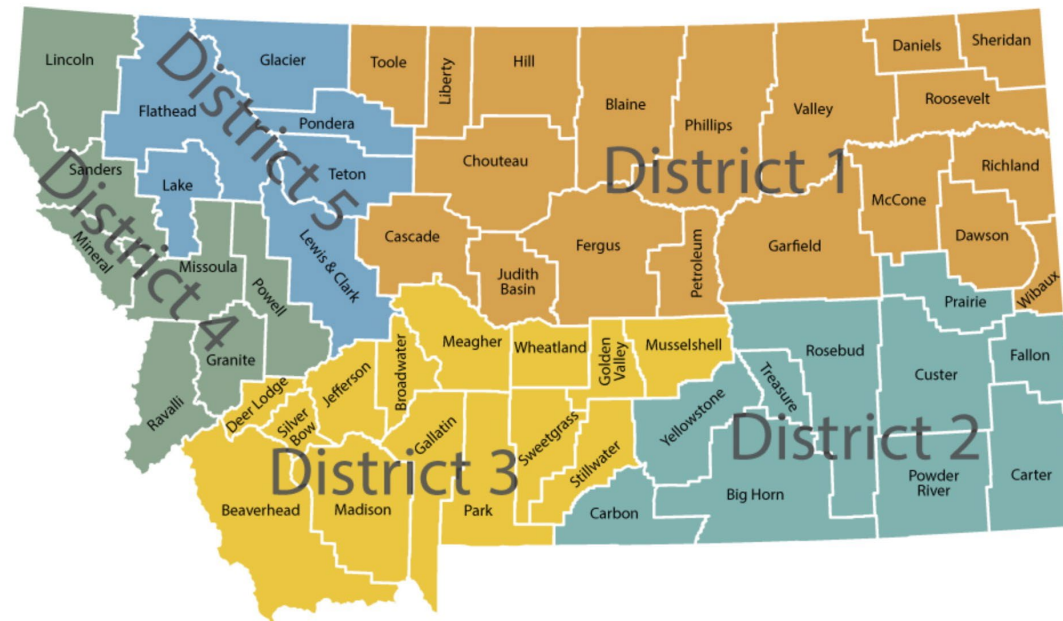 Lincoln
Flathead
Glacier
Toole
Liberty
Hill
Blaine
Phillips
Valley
Daniels
Sheridan
Roosevelt
Pondera
Teton
Chouteau
District 5
District 1
Sanders
Lake
Mineral
Missoula
Powell
District 4
Lewis & Clark
Cascade
Judith
Basin
Fergus
Petroleum
Garfield
McCone
Richland
Dawson
Wibaux
Prairie
Granite
Ravalli
Deer Lodge
Silver
Bow
Jefferson
Broadwater
Meagher
Wheatland
Golden
Valley
Musselshell
Rosebud
Treasure
Custer
Fallon
Yellowstone
Gallatin
Sweetgrass
Stillwater
District 3
District 2
Beaverhead
Madison
Park
Carbon
Big Horn
Powder
River
Carter